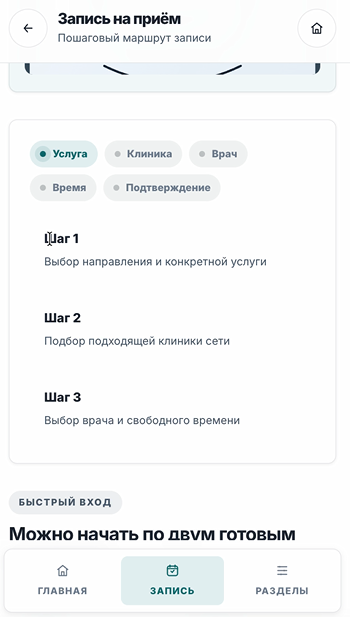 Запись на приём
Пошаговый маршрут записи
Услуга
Клиника
Врач
Время
Подтверждение
Шаг 1
Выбор направления и конкретной услуги
Шаг 2
Подбор подходящей клиники сети
Шаг 3
Выбор врача и свободного времени
БЫСТРЫЙ ВХОД
Можно начать по двум готовым
ГЛАВНАЯ
ЗАПИСЬ
РАЗДЕЛЫ